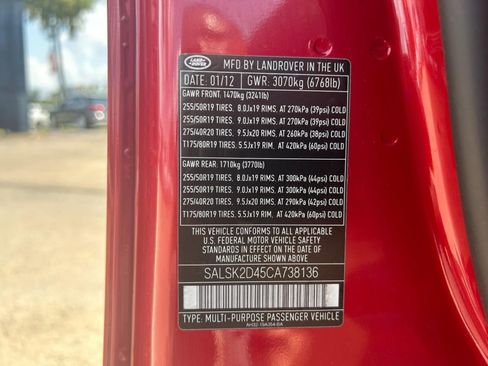 LAND ROVER
MFD BY LANDROVER IN THE UK
DATE: 01/12 GWR: 3070kg (6768lb)
GAWR FRONT: 1470kg (3241lb)
255/50R19 TIRES, 8.0Jx19 RIMS, AT 270kPa (39psi) COLD
255/50R19 TIRES, 9.0Jx19 RIMS, AT 270kPa (39psi) COLD
275/40R20 TIRES, 9.5Jx20 RIMS, AT 260kPa (38psi) COLD
T175/80R19 TIRES, 5.5Jx19 RIM, AT 420kPa (60psi) COLD
GAWR REAR: 1710kg (3770lb)
255/50R19 TIRES, 8.0Jx19 RIMS, AT 300kPa (44psi) COLD
255/50R19 TIRES, 9.0Jx19 RIMS, AT 300kPa (44psi) COLD
275/40R20 TIRES, 9.5Jx20 RIMS, AT 290kPa (42psi) COLD
T175/80R19 TIRES, 5.5Jx19 RIM, AT 420kPa (60psi) COLD
THIS VEHICLE CONFORMS TO ALL APPLICABLE
U.S. FEDERAL MOTOR VEHICLE SAFETY
STANDARDS IN EFFECT ON THE DATE OF
MANUFACTURE SHOWN ABOVE
SALSK2D45CA738136
TYPE: MULTI-PURPOSE PASSENGER VEHICLE
AH32-19A354-BA